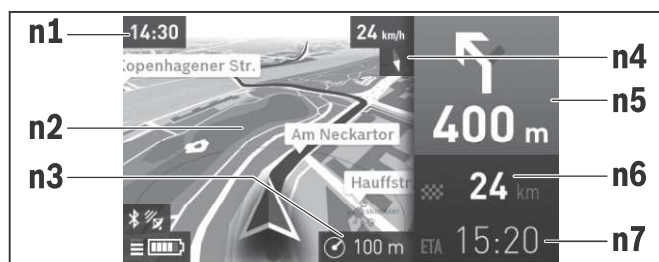 n1
14:30
24 km/h
n4
openhagener Str.
n5
400 m
n2
Am Neckartor
n3
Hauffstr
24 km
n6
100 m
ETA 15:20
n7